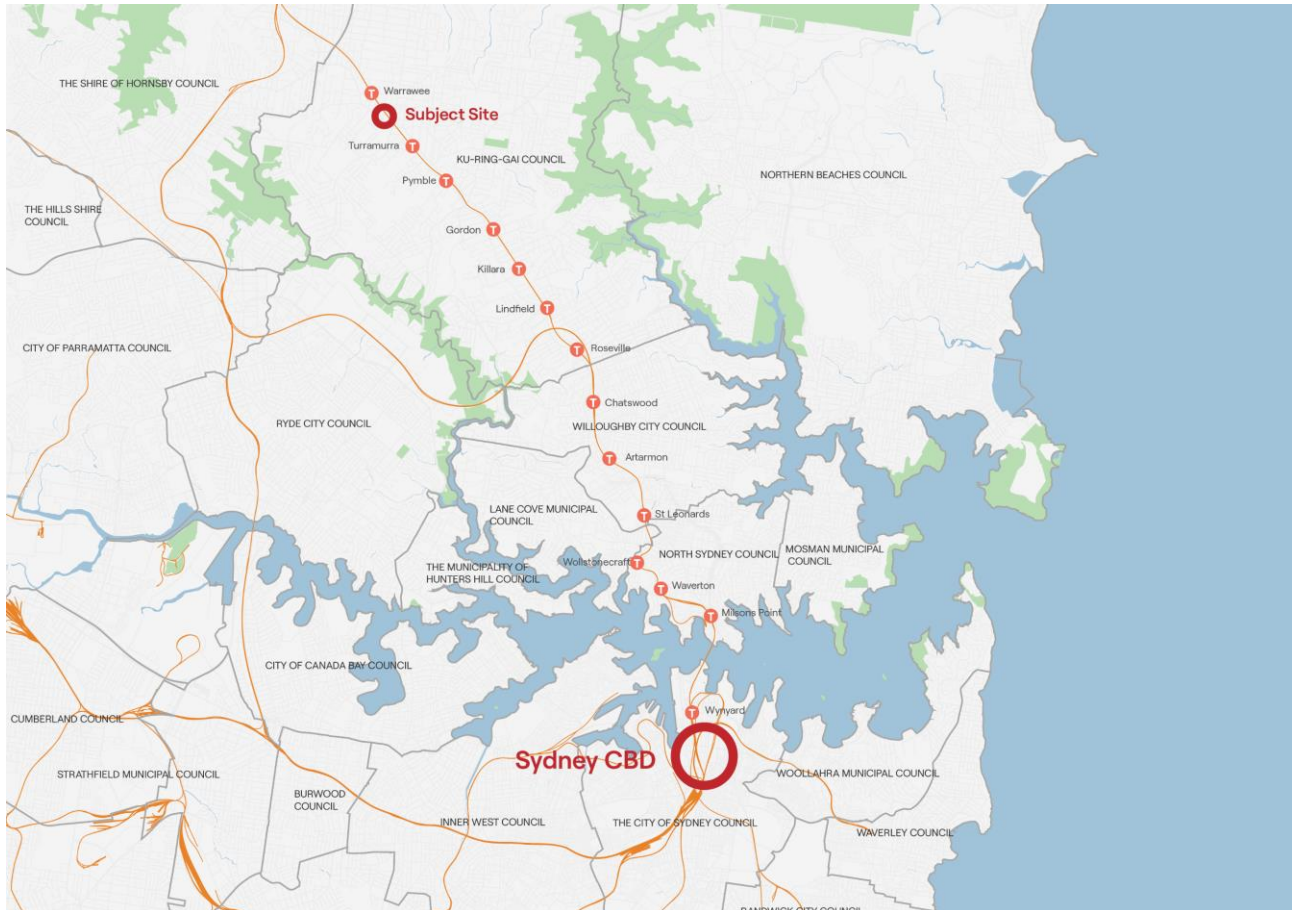 THE SHIRE OF HORNSBY COUNCIL
Warrawee
Subject Site
Turramurra
KU-RING-GAI COUNCIL
Pymble
NORTHERN BEACHES COUNCIL
THE HILLS SHIRE
COUNCIL
Gordon
Killara
Lindfield
CITY OF PARRAMATTA COUNCIL
Roseville
Chatswood
RYDE CITY COUNCIL
WILLOUGHBY CITY COUNCIL
Artarmon
LANE COVE MUNICIPAL
COUNCIL
St Leonards
NORTH SYDNEY COUNCIL
MOSMAN MUNICIPAL
COUNCIL
Wollstonecraft
THE MUNICIPALITY OF
HUNTERS HILL COUNCIL
Waverton
Milsons Point
CITY OF CANADA BAY COUNCIL
Wynyard
CUMBERLAND COUNCIL
Sydney CBD
STRATHFIELD MUNICIPAL COUNCIL
WOOLLAHRA MUNICIPAL COUNCIL
BURWOOD
COUNCIL
INNER WEST COUNCIL
THE CITY OF SYDNEY COUNCIL
WAVERLEY COUNCIL
RANDWICK CITY COUNCIL
T
T
T
T
T
T
T
T
T
T
T
T
T
T